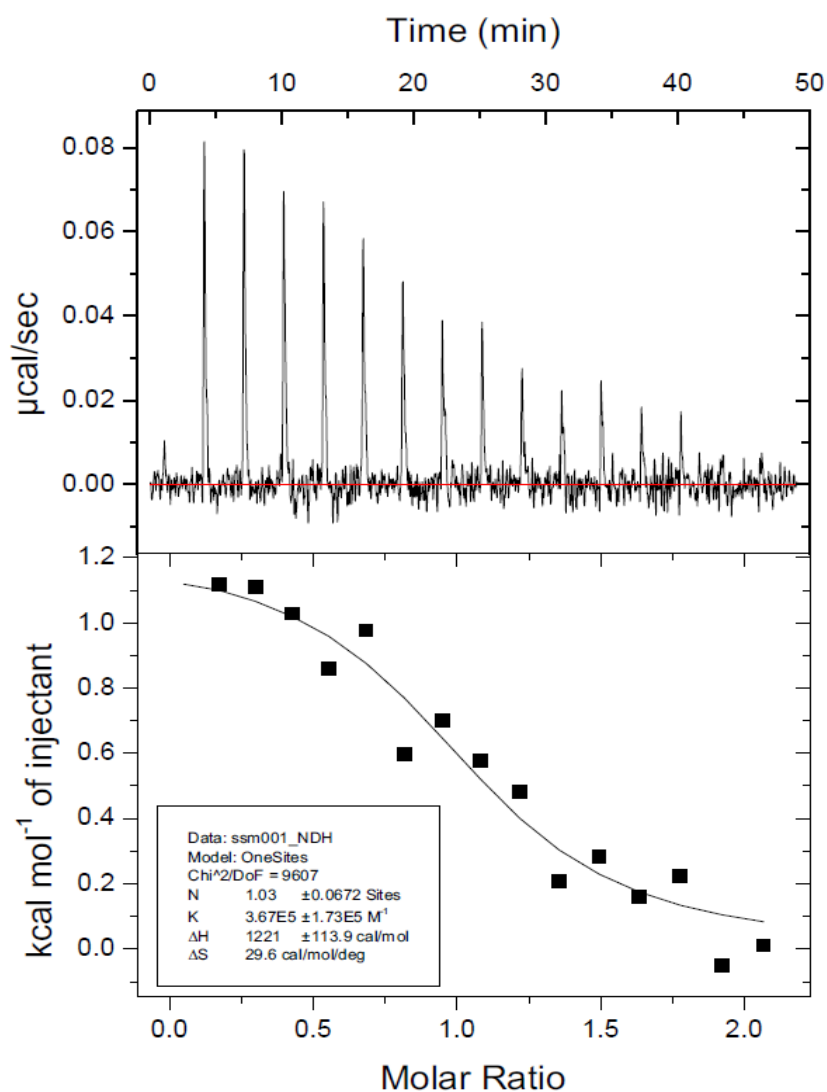 Time (min)
0 10 20 30 40 50
0.08
0.06
0.04
0.02
0.00
µcal/sec
1.2
1.0
0.8
0.6
0.4
0.2
0.0
kcal mol⁻¹ of injectant
Data: ssm001_NDH
Model: OneSites
Chi^2/DoF = 9607
N 1.03 ±0.0672 Sites
K 3.67E5 ±1.73E5 M⁻¹
ΔH 1221 ±113.9 cal/mol
ΔS 29.6 cal/mol/deg
0.0 0.5 1.0 1.5 2.0
Molar Ratio